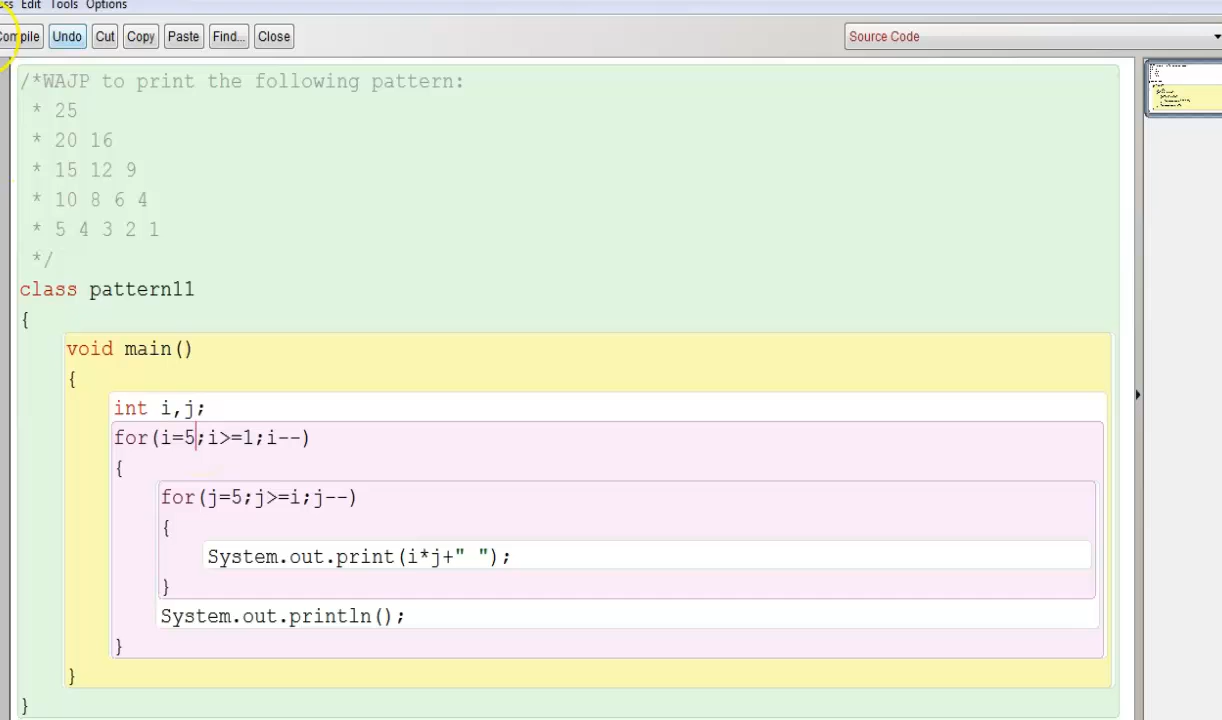 Edit Tools Options
Compile Undo Cut Copy Paste Find... Close Source Code
/*WAJP to print the following pattern:
* 25
* 20 16
* 15 12 9
* 10 8 6 4
* 5 4 3 2 1
*/
class pattern11
{
void main()
{
int i,j;
for(i=5;i>=1;i--)
{
for(j=5;j>=i;j--)
{
System.out.print(i*j+" ");
}
System.out.println();
}
}
}